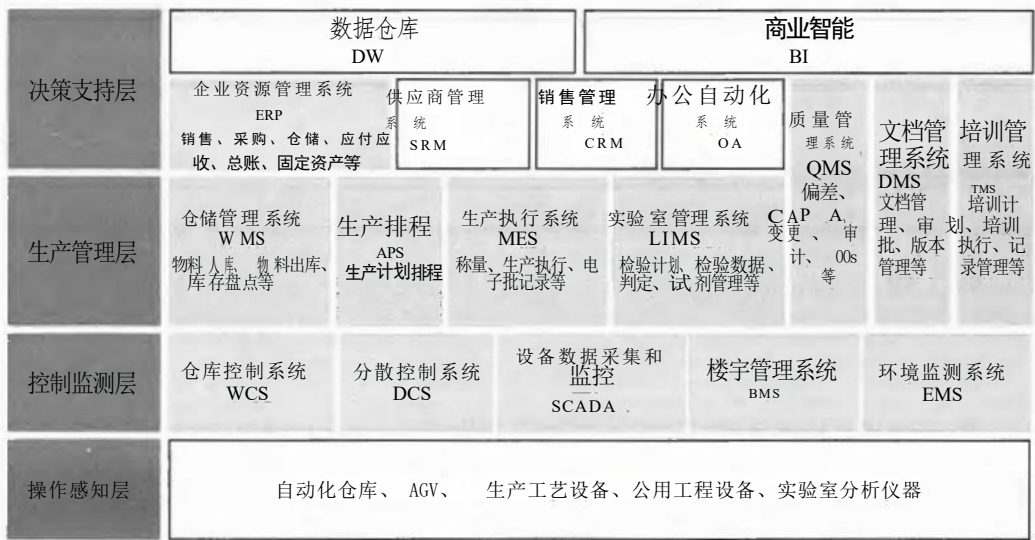 数据仓库
DW
商业智能
BI
决策支持层
企业资源管理系统
ERP
销售、采购、仓储、应付应
收、总账、固定资产等
供应商管理
系统
SRM
销售管理
系统
CRM
办公自动化
系统
OA
质量管
理系统
QMS
偏差、
CAP A,
变更、审
计、OOs
等
文档管
理系统
DMS
文档管
理、审
批、版本
管理等
培训管
理系统
TMS
培训计
划、培训
执行、记
录管理等
生产管理层
仓储管理系统
W MS
物料人库、物料出库、
库存盘点等
生产排程
APS
生产计划排程
生产执行系统
MES
称量、生产执行、电
子批记录等
实验室管理系统
LIMS
检验计划、检验数据、
判定、试剂管理等
控制监测层
仓库控制系统
WCS
分散控制系统
DCS
设备数据采集和
监控
SCADA
楼宇管理系统
BMS
环境监测系统
EMS
操作感知层
自动化仓库、AGV、 生产工艺设备、公用工程设备、实验室分析仪器